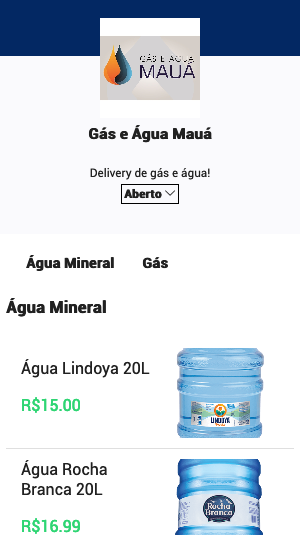 GÁS E ÁGUA
MAUÁ
Gás e Água Mauá
Delivery de gás e água!
Aberto
Água Mineral Gás
Água Mineral
Água Lindoya 20L
R$15.00
LINDOYA
Água Rocha
Branca 20L
R$16.99
Rocha
Branca